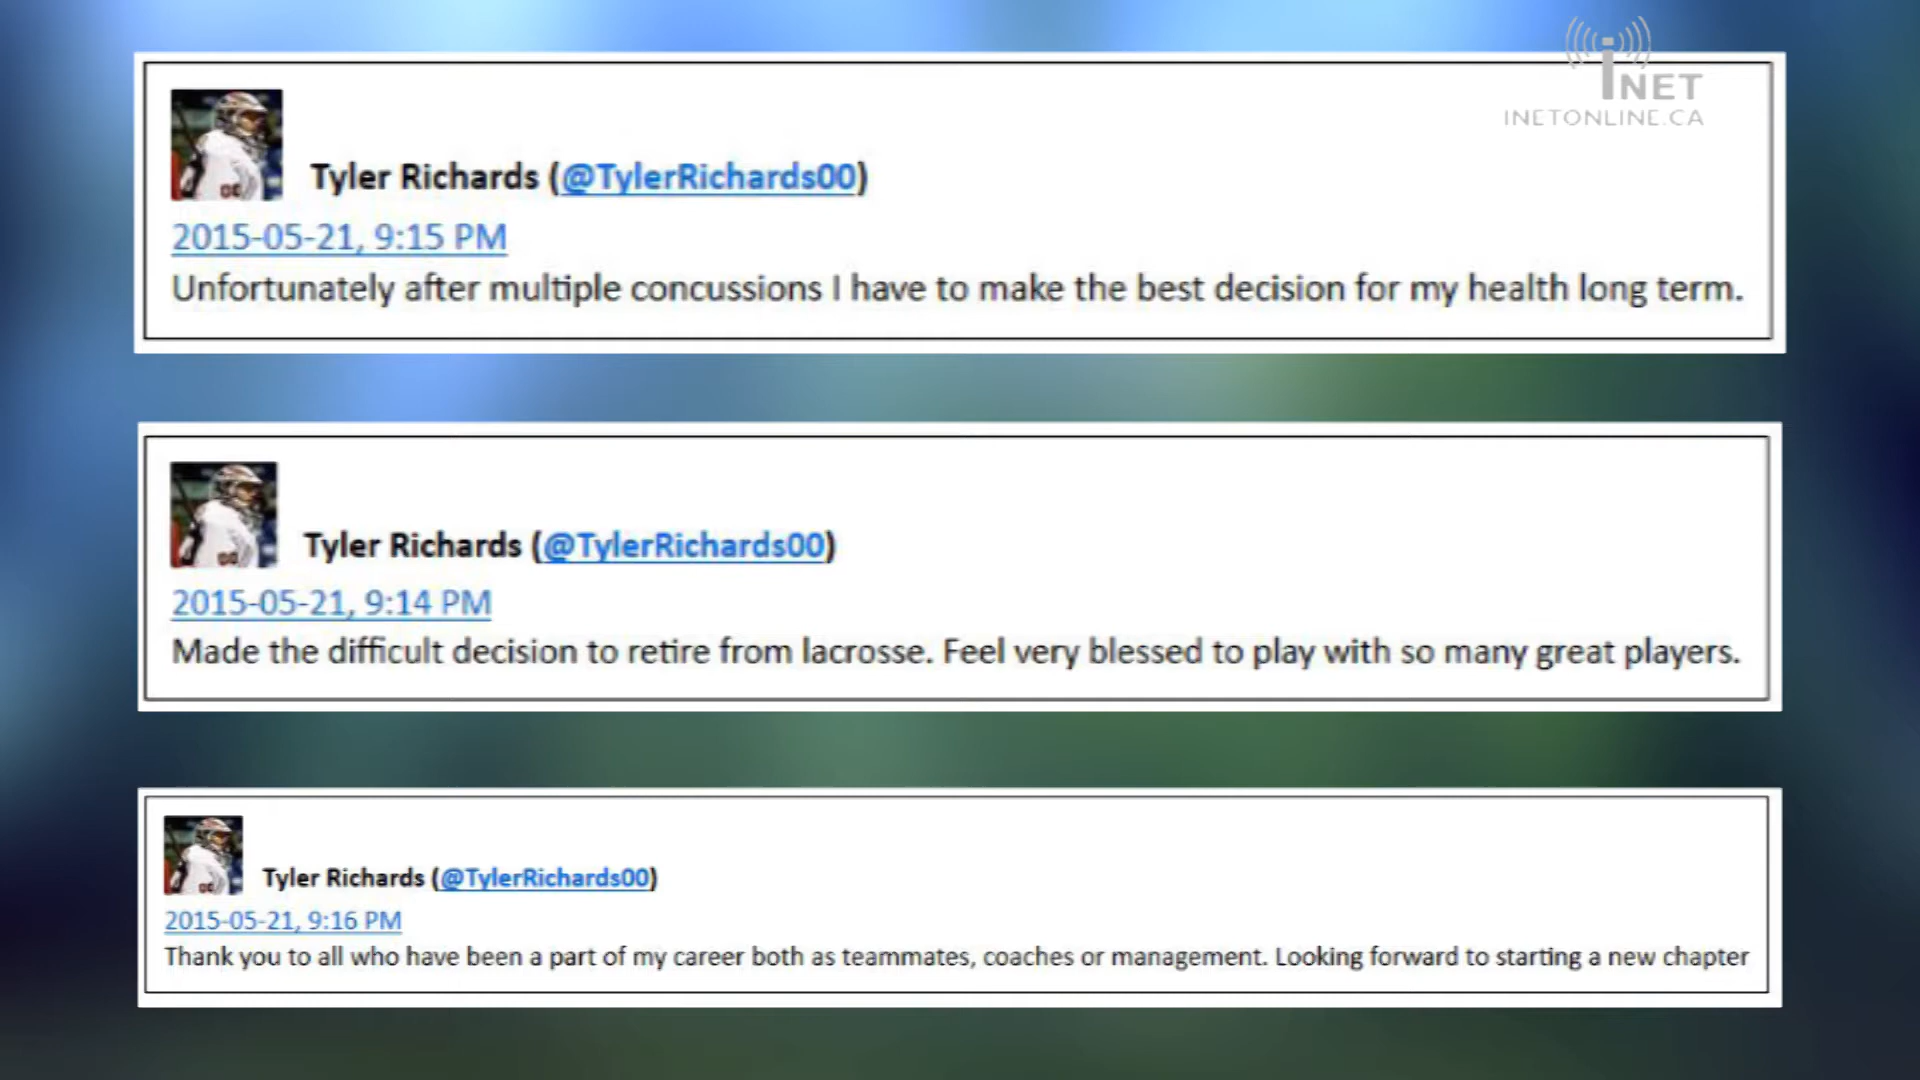 iNET
INETONLINE.CA
Tyler Richards (@TylerRichards00)
2015-05-21, 9:15 PM
Unfortunately after multiple concussions I have to make the best decision for my health long term.
Tyler Richards (@TylerRichards00)
2015-05-21, 9:14 PM
Made the difficult decision to retire from lacrosse. Feel very blessed to play with so many great players.
Tyler Richards (@TylerRichards00)
2015-05-21, 9:16 PM
Thank you to all who have been a part of my career both as teammates, coaches or management. Looking forward to starting a new chapter